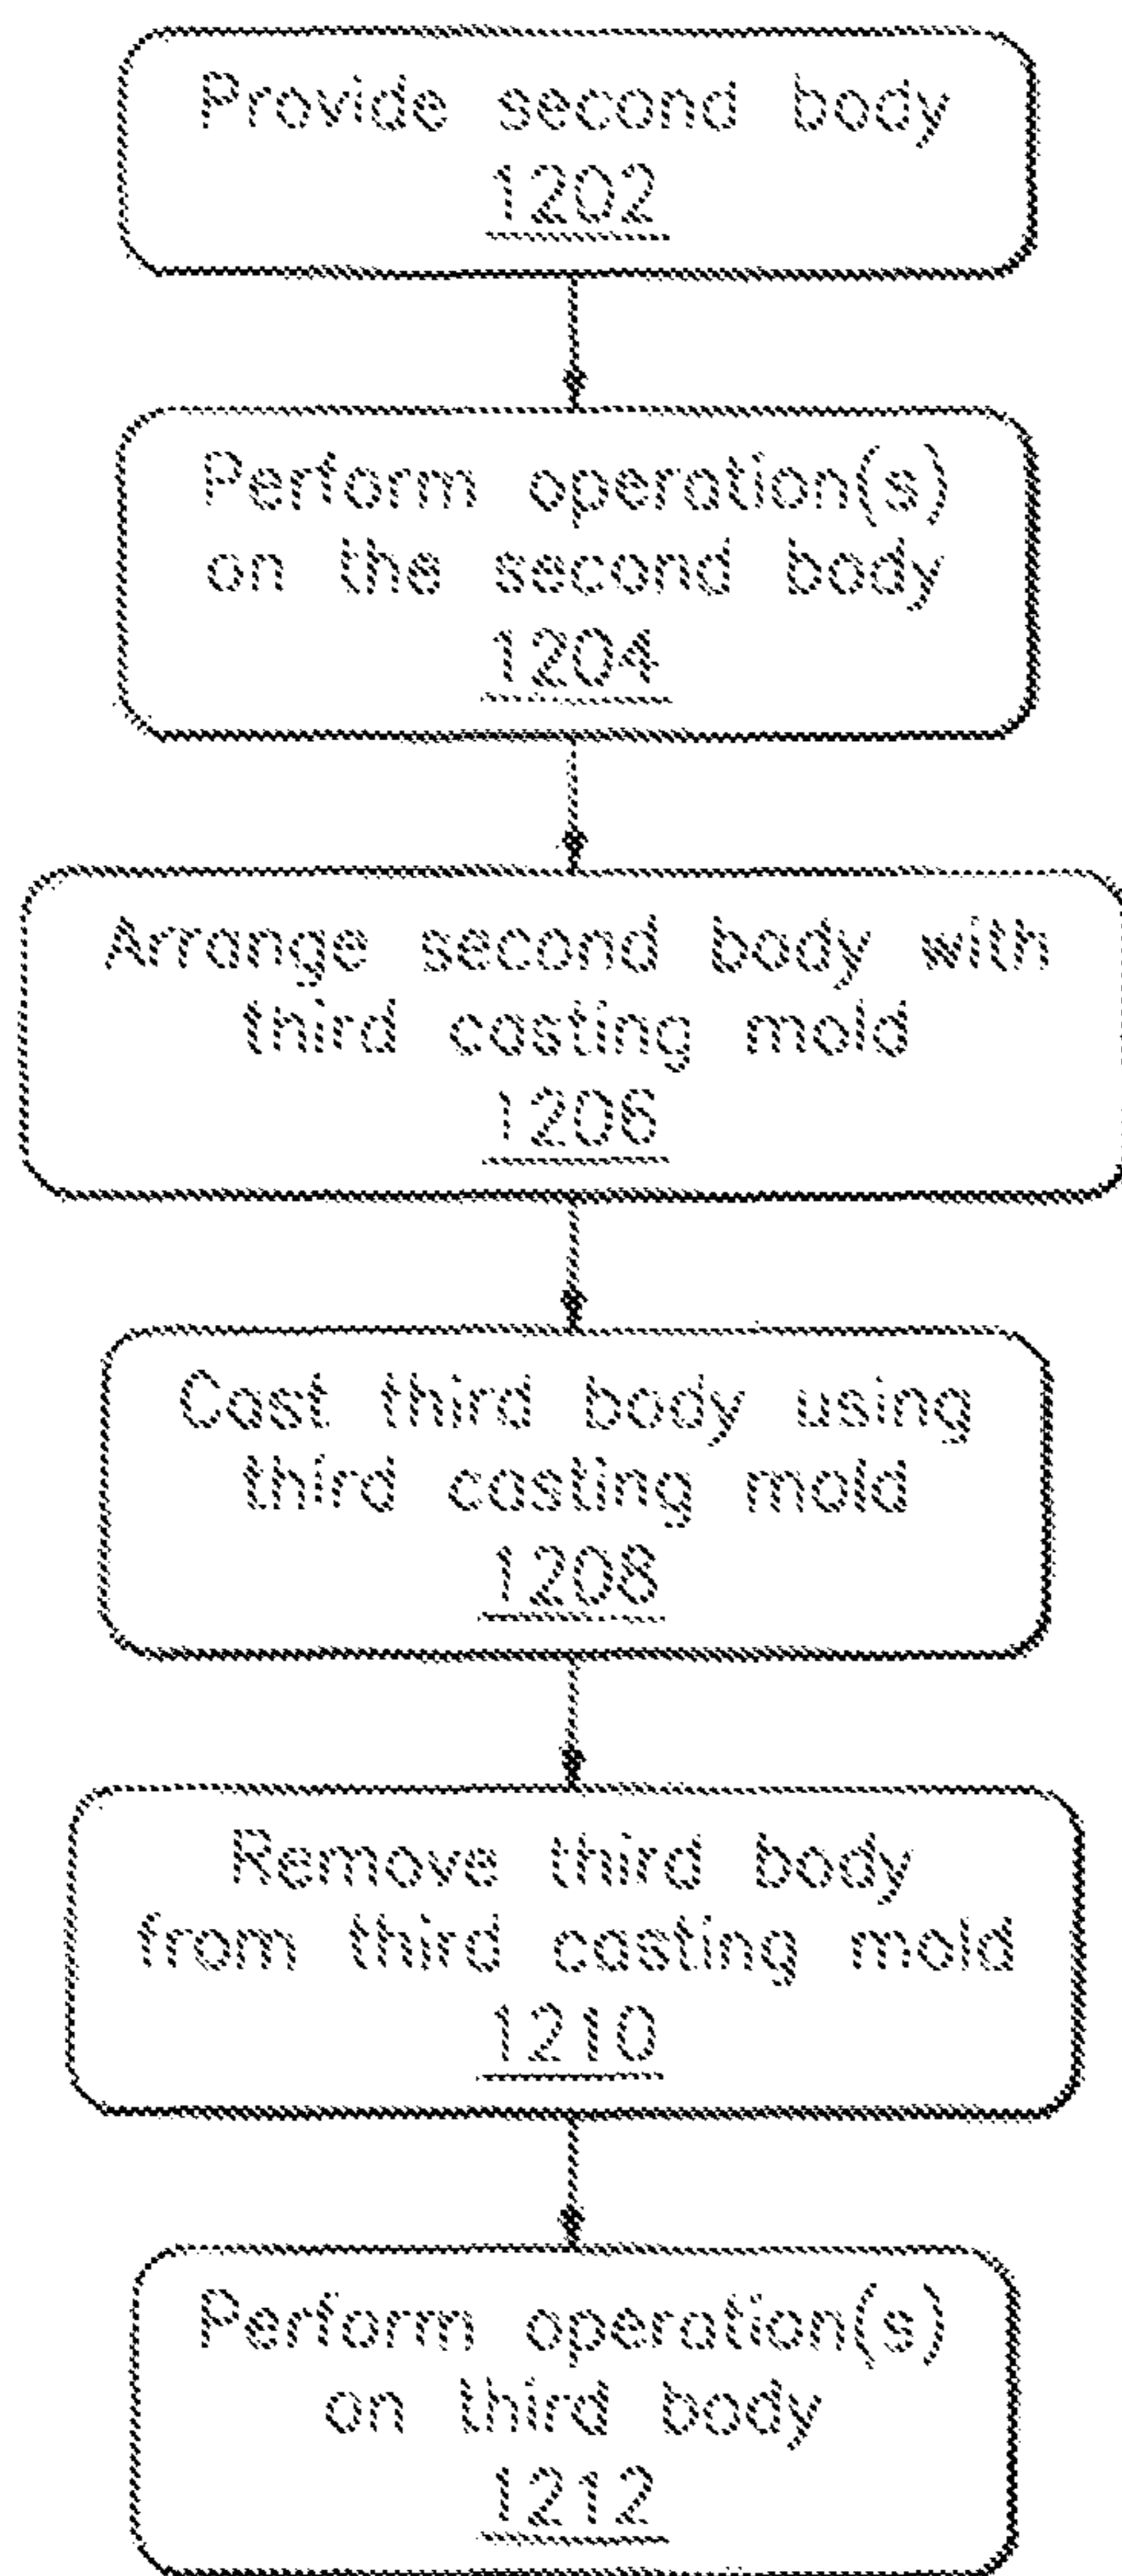 Provide second body
1202
Perform operation(s)
on the second body
1204
Arrange second body with
third casting mold
1206
Cast third body using
third casting mold
1208
Remove third body
from third casting mold
1210
Perform operation(s)
on third body
1212